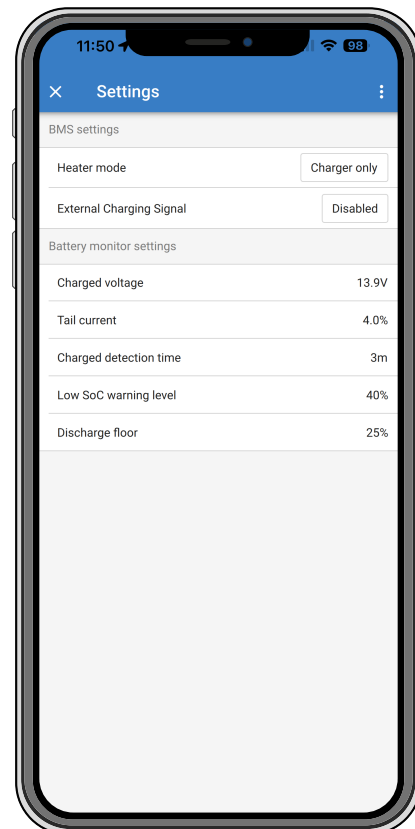 11:50 98
Settings
BMS settings
Heater mode Charger only
External Charging Signal Disabled
Battery monitor settings
Charged voltage 13.9V
Tail current 4.0%
Charged detection time 3m
Low SoC warning level 40%
Discharge floor 25%